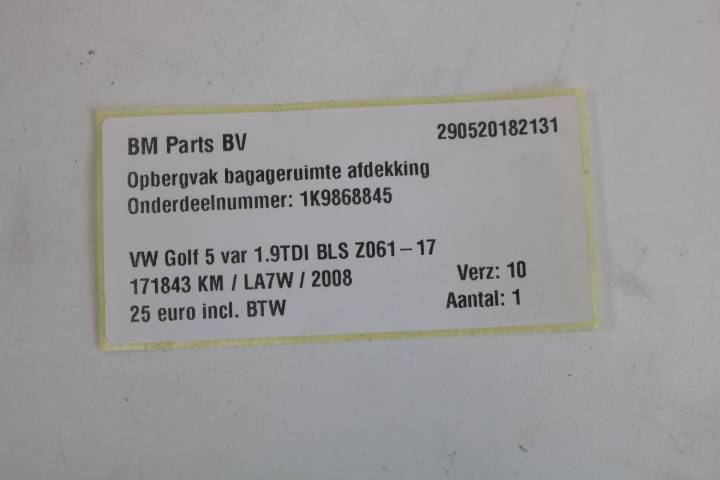 BM Parts BV 290520182131
Opbergvak bagageruimte afdekking
Onderdeelnummer: 1K9868845
VW Golf 5 var 1.9TDI BLS Z061-17
171843 KM / LA7W / 2008 Verz: 10
25 euro incl. BTW Aantal: 1